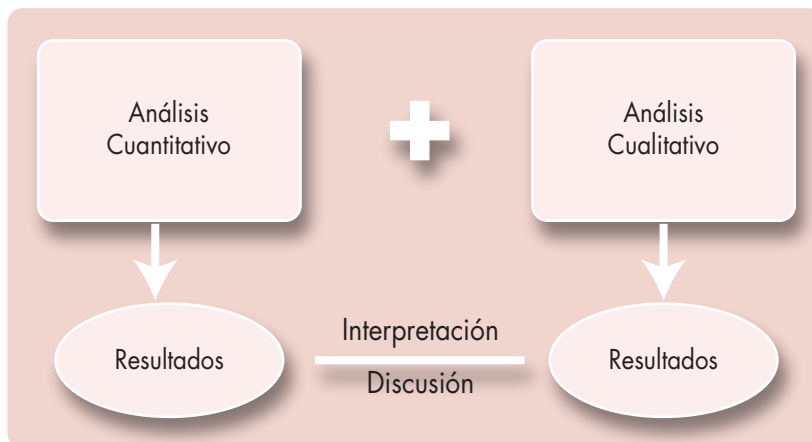 Análisis
Cuantitativo
Análisis
Cualitativo
Resultados
Interpretación
Discusión
Resultados